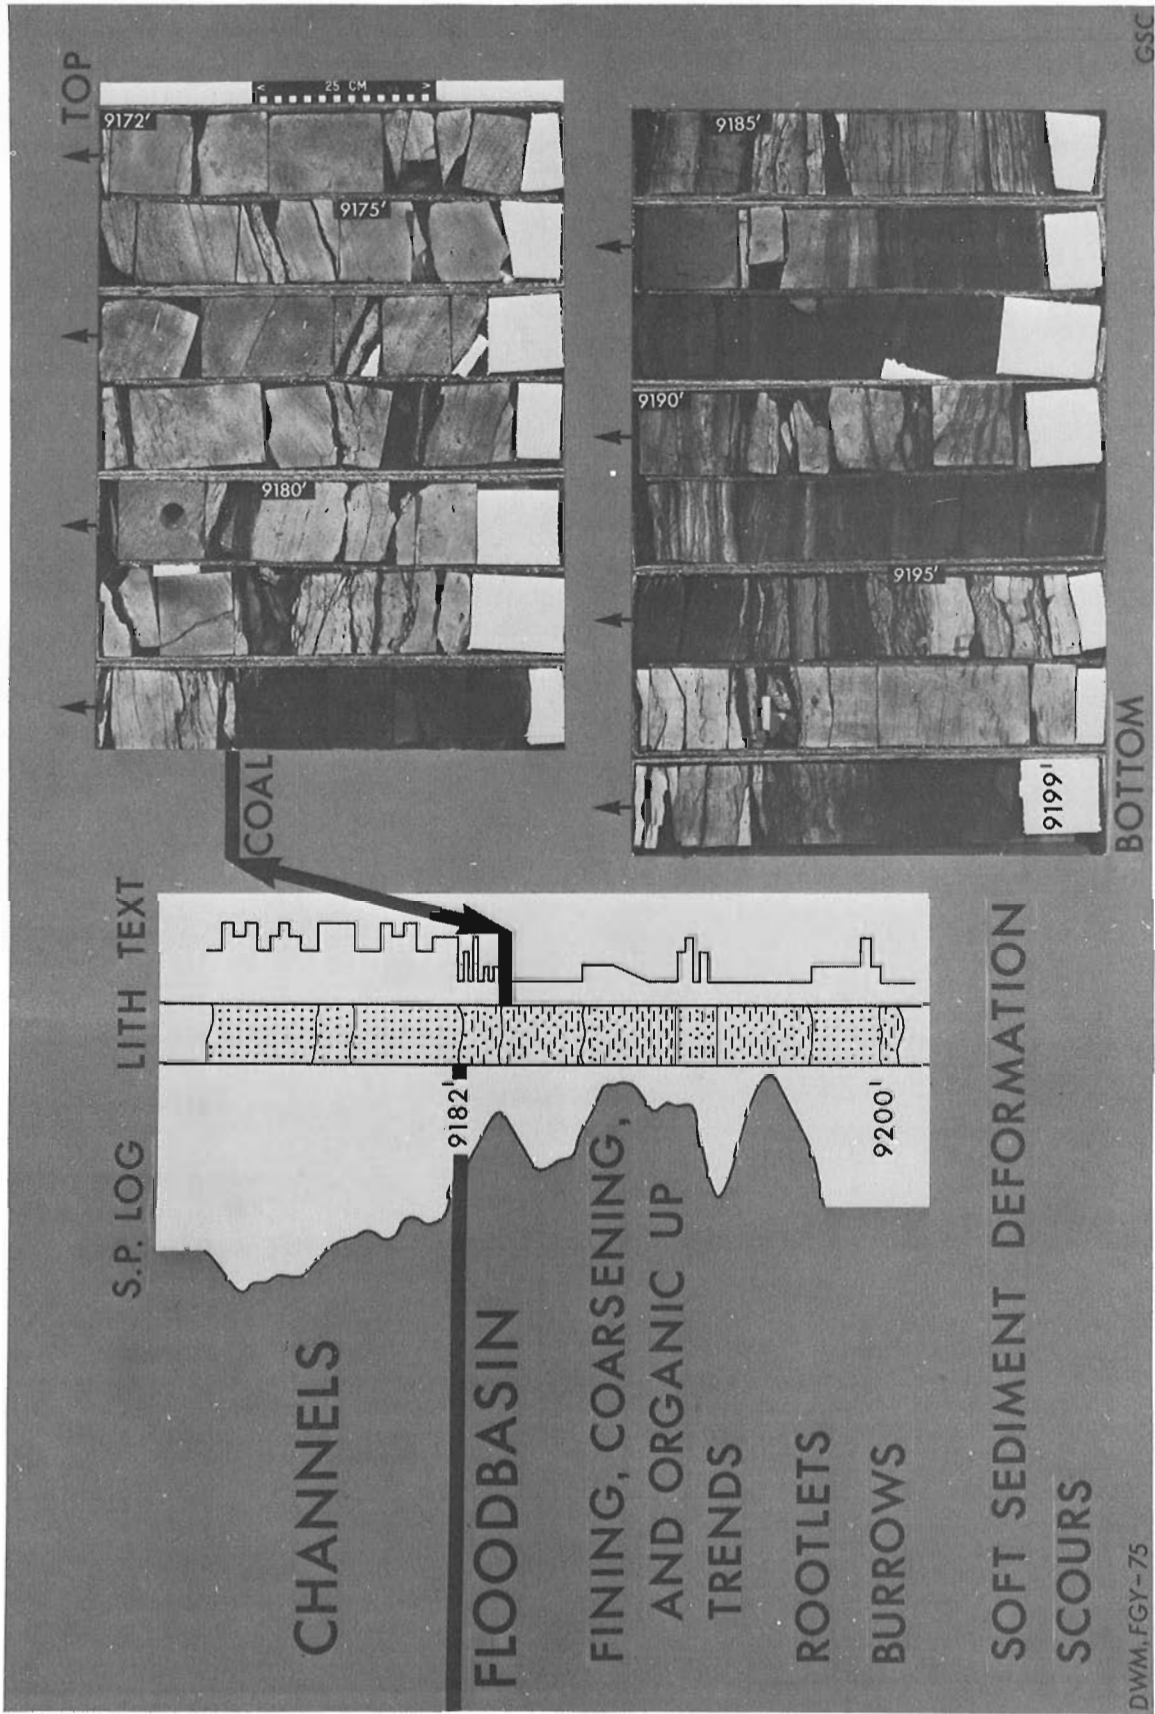 CHANNELS
FLOODBASIN
FINING, COARSENING,
AND ORGANIC UP
TRENDS
ROOTLETS
BURROWS
SOFT SEDIMENT DEFORMATION
SCOURS
DWM, FGY-75
S.P. LOG LITH TEXT
9182'
9200'
COAL
TOP
25 CM
9172'
9175'
9180'
9185'
9190'
9195'
9199'
BOTTOM
GSC